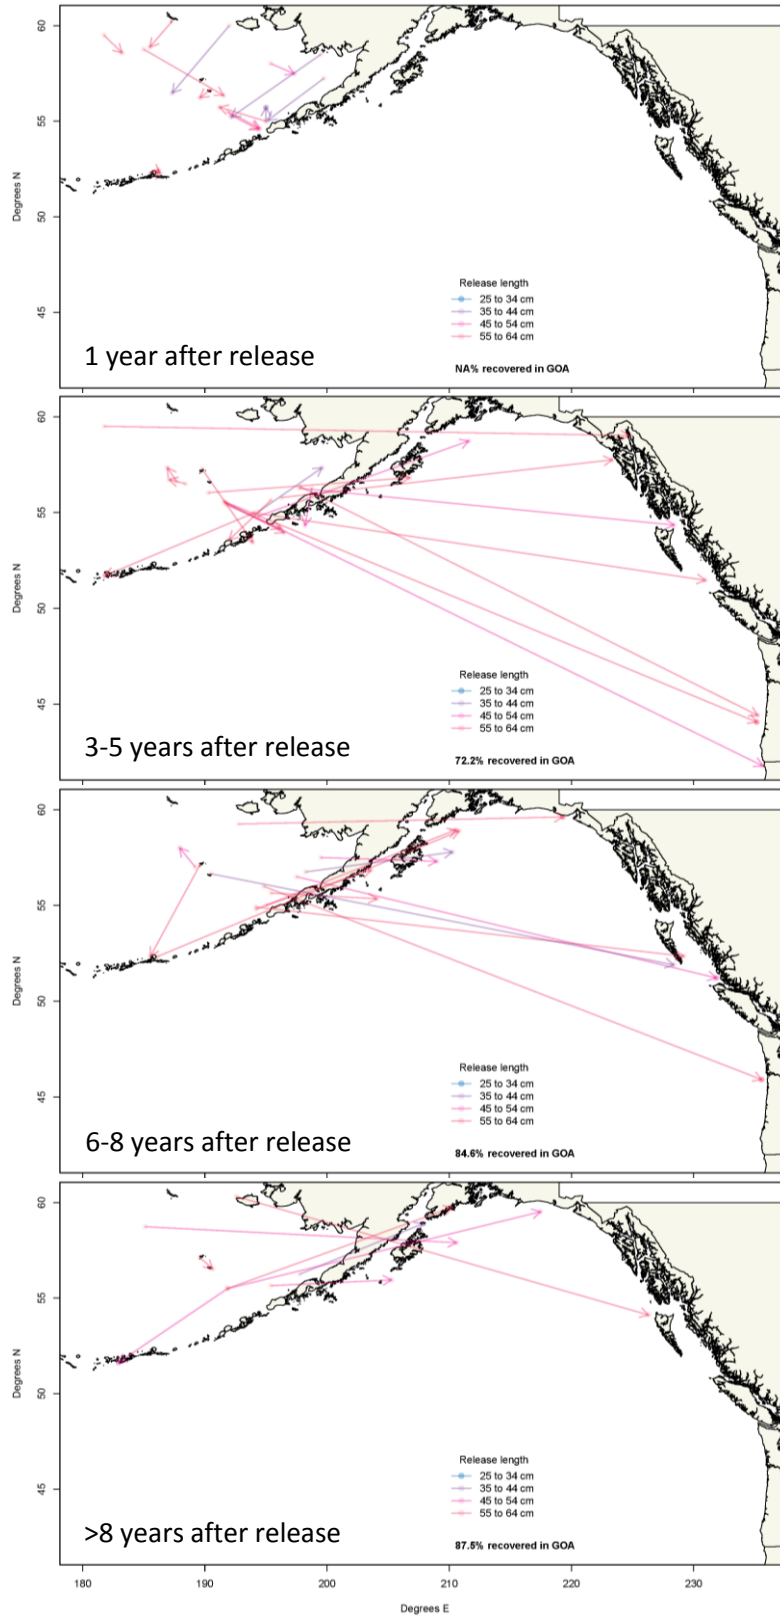 60
55
50
45
Degrees N
Release length
25 to 34 cm
35 to 44 cm
45 to 54 cm
55 to 64 cm
1 year after release
NA% recovered in GOA
60
55
50
45
Degrees N
Release length
25 to 34 cm
35 to 44 cm
45 to 54 cm
55 to 64 cm
3-5 years after release
72.2% recovered in GOA
60
55
50
45
Degrees N
Release length
25 to 34 cm
35 to 44 cm
45 to 54 cm
55 to 64 cm
6-8 years after release
84.6% recovered in GOA
60
55
50
45
Degrees N
Release length
25 to 34 cm
35 to 44 cm
45 to 54 cm
55 to 64 cm
>8 years after release
87.5% recovered in GOA
180 190 200 210 220 230
Degrees E